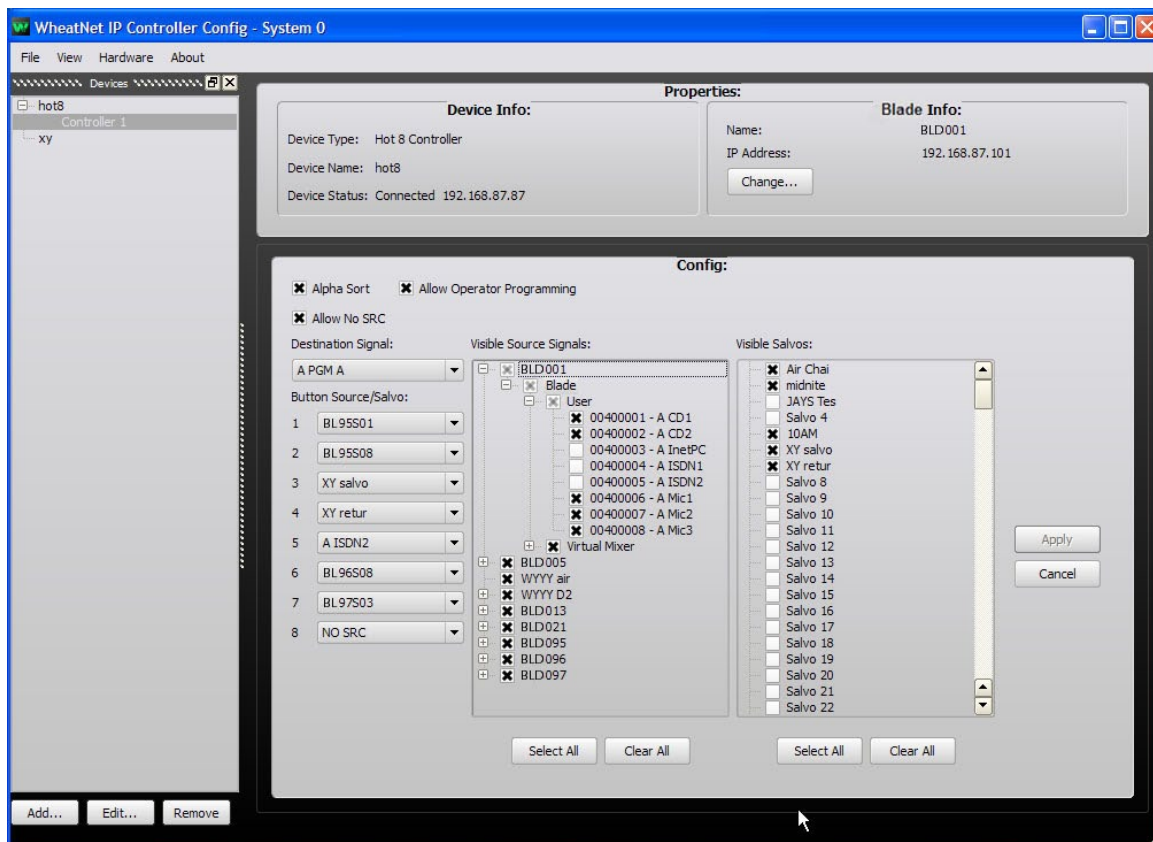 WheatNet IP Controller Config - System 0
File View Hardware About
Devices
hot8
Controller 1
xy
Properties:
Device Info:
Device Type: Hot 8 Controller
Device Name: hot8
Device Status: Connected 192.168.87.87
Blade Info:
Name: BLD001
IP Address: 192.168.87.101
Change...
Config:
Alpha Sort Allow Operator Programming
Allow No SRC
Destination Signal:
A PGM A
Button Source/Salvo:
1 BL95S01
2 BL95S08
3 XY salvo
4 XY retur
5 A ISDN2
6 BL96S08
7 BL97S03
8 NO SRC
Visible Source Signals:
BLD001
Blade
User
00400001 - A CD1
00400002 - A CD2
00400003 - A InetPC
00400004 - A ISDN1
00400005 - A ISDN2
00400006 - A Mic1
00400007 - A Mic2
00400008 - A Mic3
Virtual Mixer
BLD005
WYYY air
WYYY D2
BLD013
BLD021
BLD095
BLD096
BLD097
Select All Clear All
Visible Salvos:
Air Chai
midnite
JAYS Tes
Salvo 4
10AM
XY salvo
XY retur
Salvo 8
Salvo 9
Salvo 10
Salvo 11
Salvo 12
Salvo 13
Salvo 14
Salvo 15
Salvo 16
Salvo 17
Salvo 18
Salvo 19
Salvo 20
Salvo 21
Salvo 22
Select All Clear All
Apply
Cancel
Add... Edit... Remove